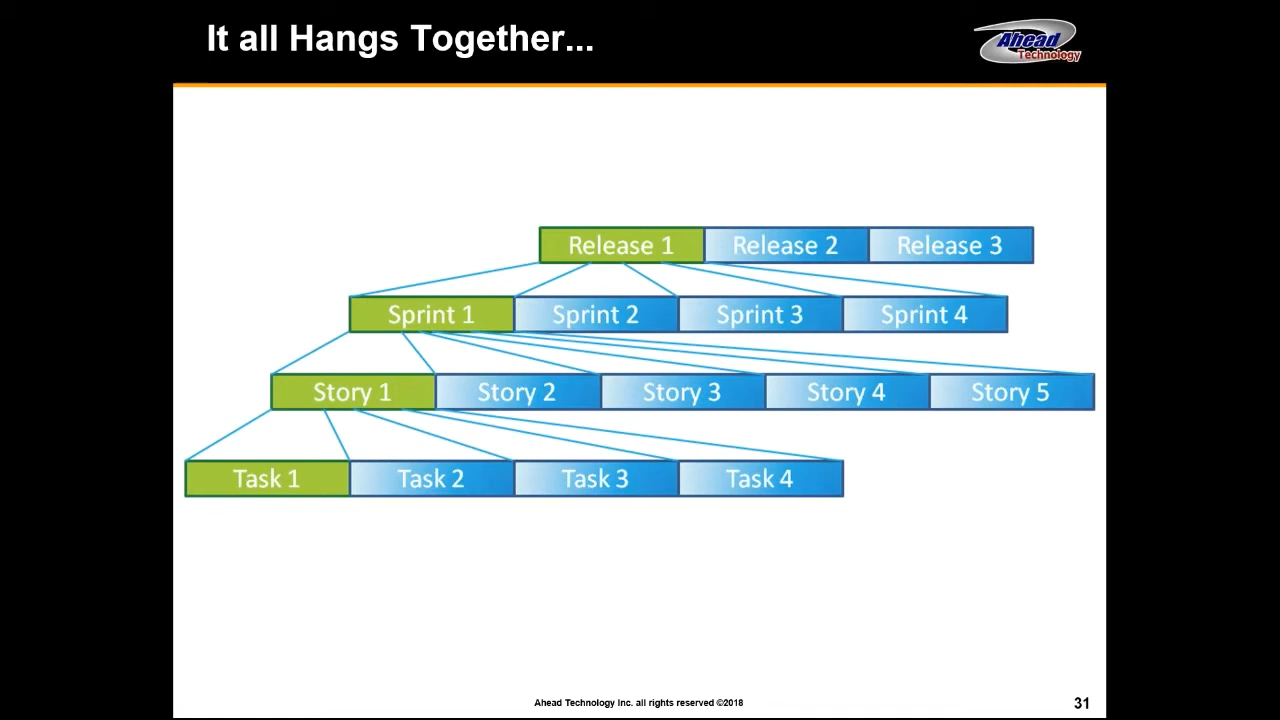 It all Hangs Together...
Ahead
Technology
Release 1 Release 2 Release 3
Sprint 1 Sprint 2 Sprint 3 Sprint 4
Story 1 Story 2 Story 3 Story 4 Story 5
Task 1 Task 2 Task 3 Task 4
Ahead Technology Inc. all rights reserved ©2018
31